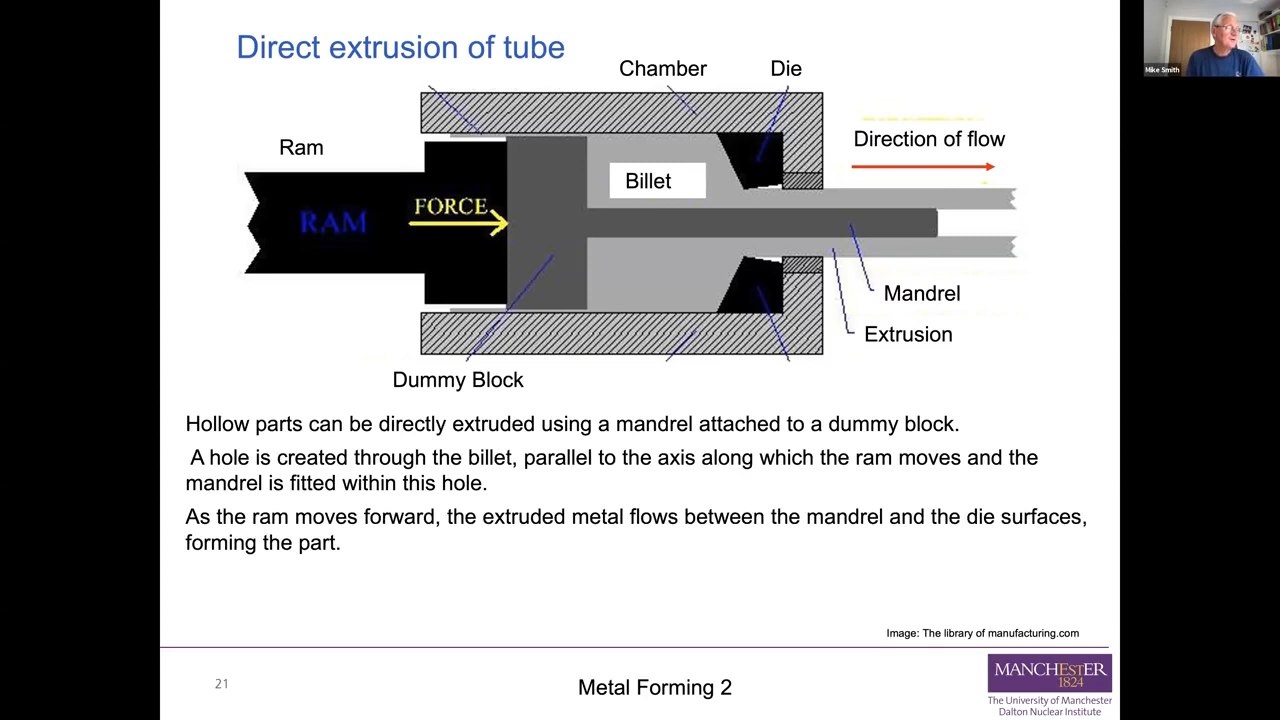 Direct extrusion of tube
Chamber
Die
Mike Smith
Ram
Direction of flow
Billet
RAM
FORCE
Mandrel
Extrusion
Dummy Block
Hollow parts can be directly extruded using a mandrel attached to a dummy block.
A hole is created through the billet, parallel to the axis along which the ram moves and the
mandrel is fitted within this hole.
As the ram moves forward, the extruded metal flows between the mandrel and the die surfaces,
forming the part.
Image: The library of manufacturing.com
21
Metal Forming 2
MANCHESTER
1824
The University of Manchester
Dalton Nuclear Institute